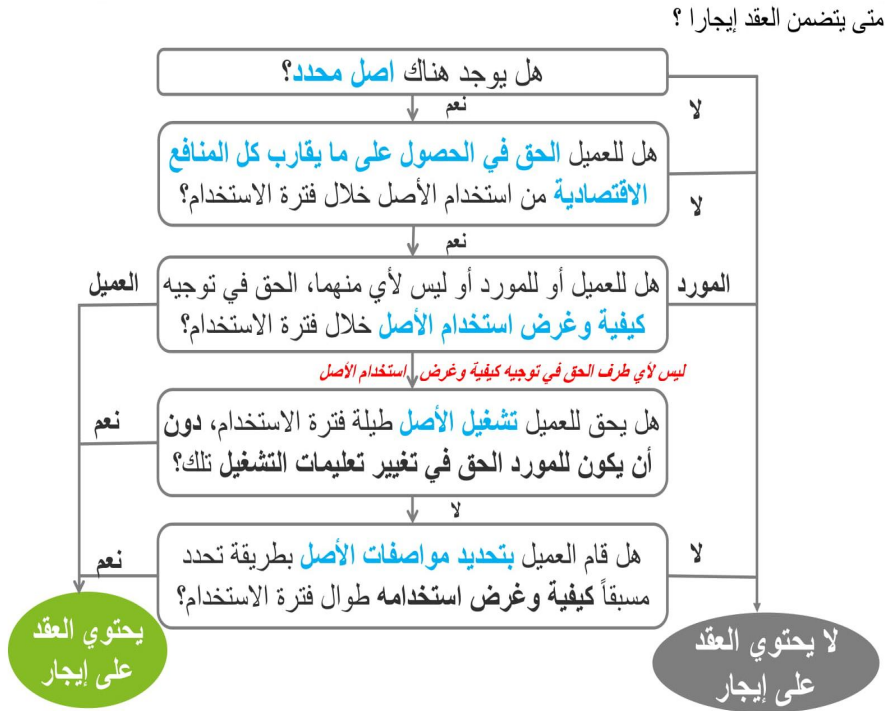 متى يتضمن العقد إيجارا ؟
هل يوجد هناك اصل محدد؟
لا
نعم
هل للعميل الحق في الحصول على ما يقارب كل المنافع
الاقتصادية من استخدام الأصل خلال فترة الاستخدام؟
لا
نعم
المورد
هل للعميل أو للمورد أو ليس لأي منهما، الحق في توجيه
كيفية وغرض استخدام الأصل خلال فترة الاستخدام؟
العميل
ليس لأي طرف الحق في توجيه كيفية وغرض استخدام الأصل
هل يحق للعميل تشغيل الأصل طيلة فترة الاستخدام، دون
أن يكون للمورد الحق في تغيير تعليمات التشغيل تلك؟
نعم
لا
لا
هل قام العميل بتحديد مواصفات الأصل بطريقة تحدد
مسبقاً كيفية وغرض استخدامه طوال فترة الاستخدام؟
نعم
لا يحتوي العقد
على إيجار
يحتوي العقد
على إيجار